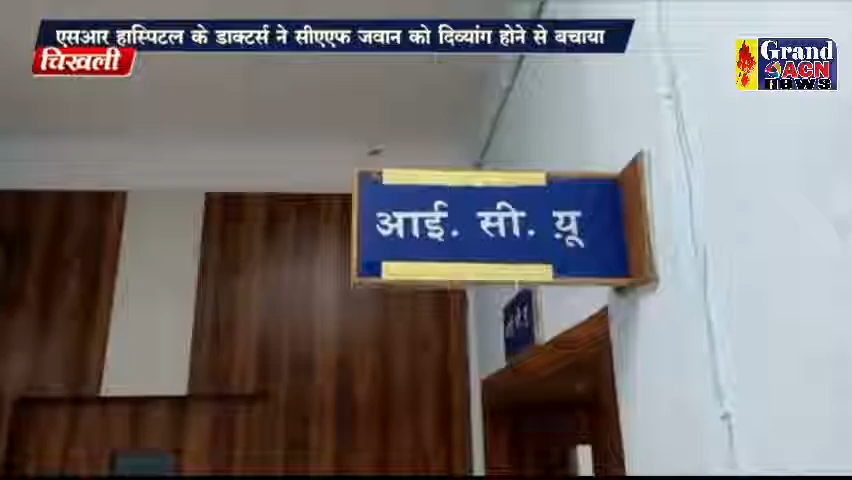 एसआर हास्पिटल के डाक्टर्स ने सीएएफ जवान को दिव्यांग होने से बचाया
चिखली
Grand
ACN
NEWS
आई. सी. यू